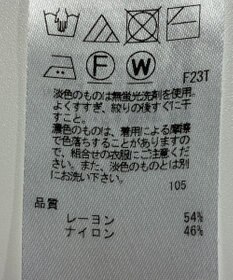 F W
F23T
淡色のものは無蛍光洗剤を使用。
よくすすぎ、絞りの後すぐに干
すこと。
濃色のものは、着用による摩擦
で色落ちすることがありますの
で、組合せの衣服にご注意くださ
い。また、淡色のものとは別
にお洗い下さい。
105
品質
レーヨン 54%
ナイロン 46%